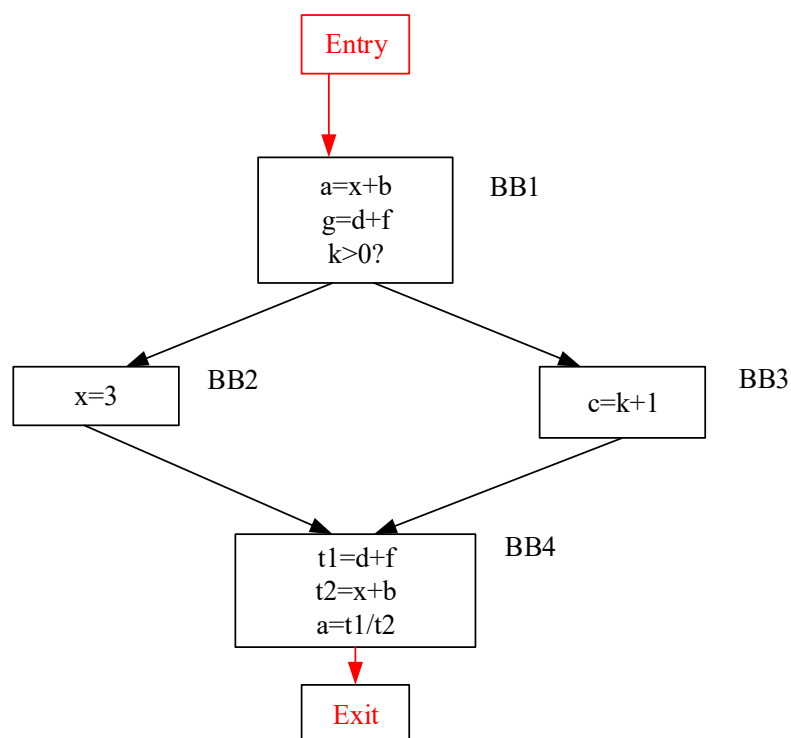 Entry
a=x+b
g=d+f
k>0?
BB1
x=3
BB2
c=k+1
BB3
t1=d+f
t2=x+b
a=t1/t2
BB4
Exit